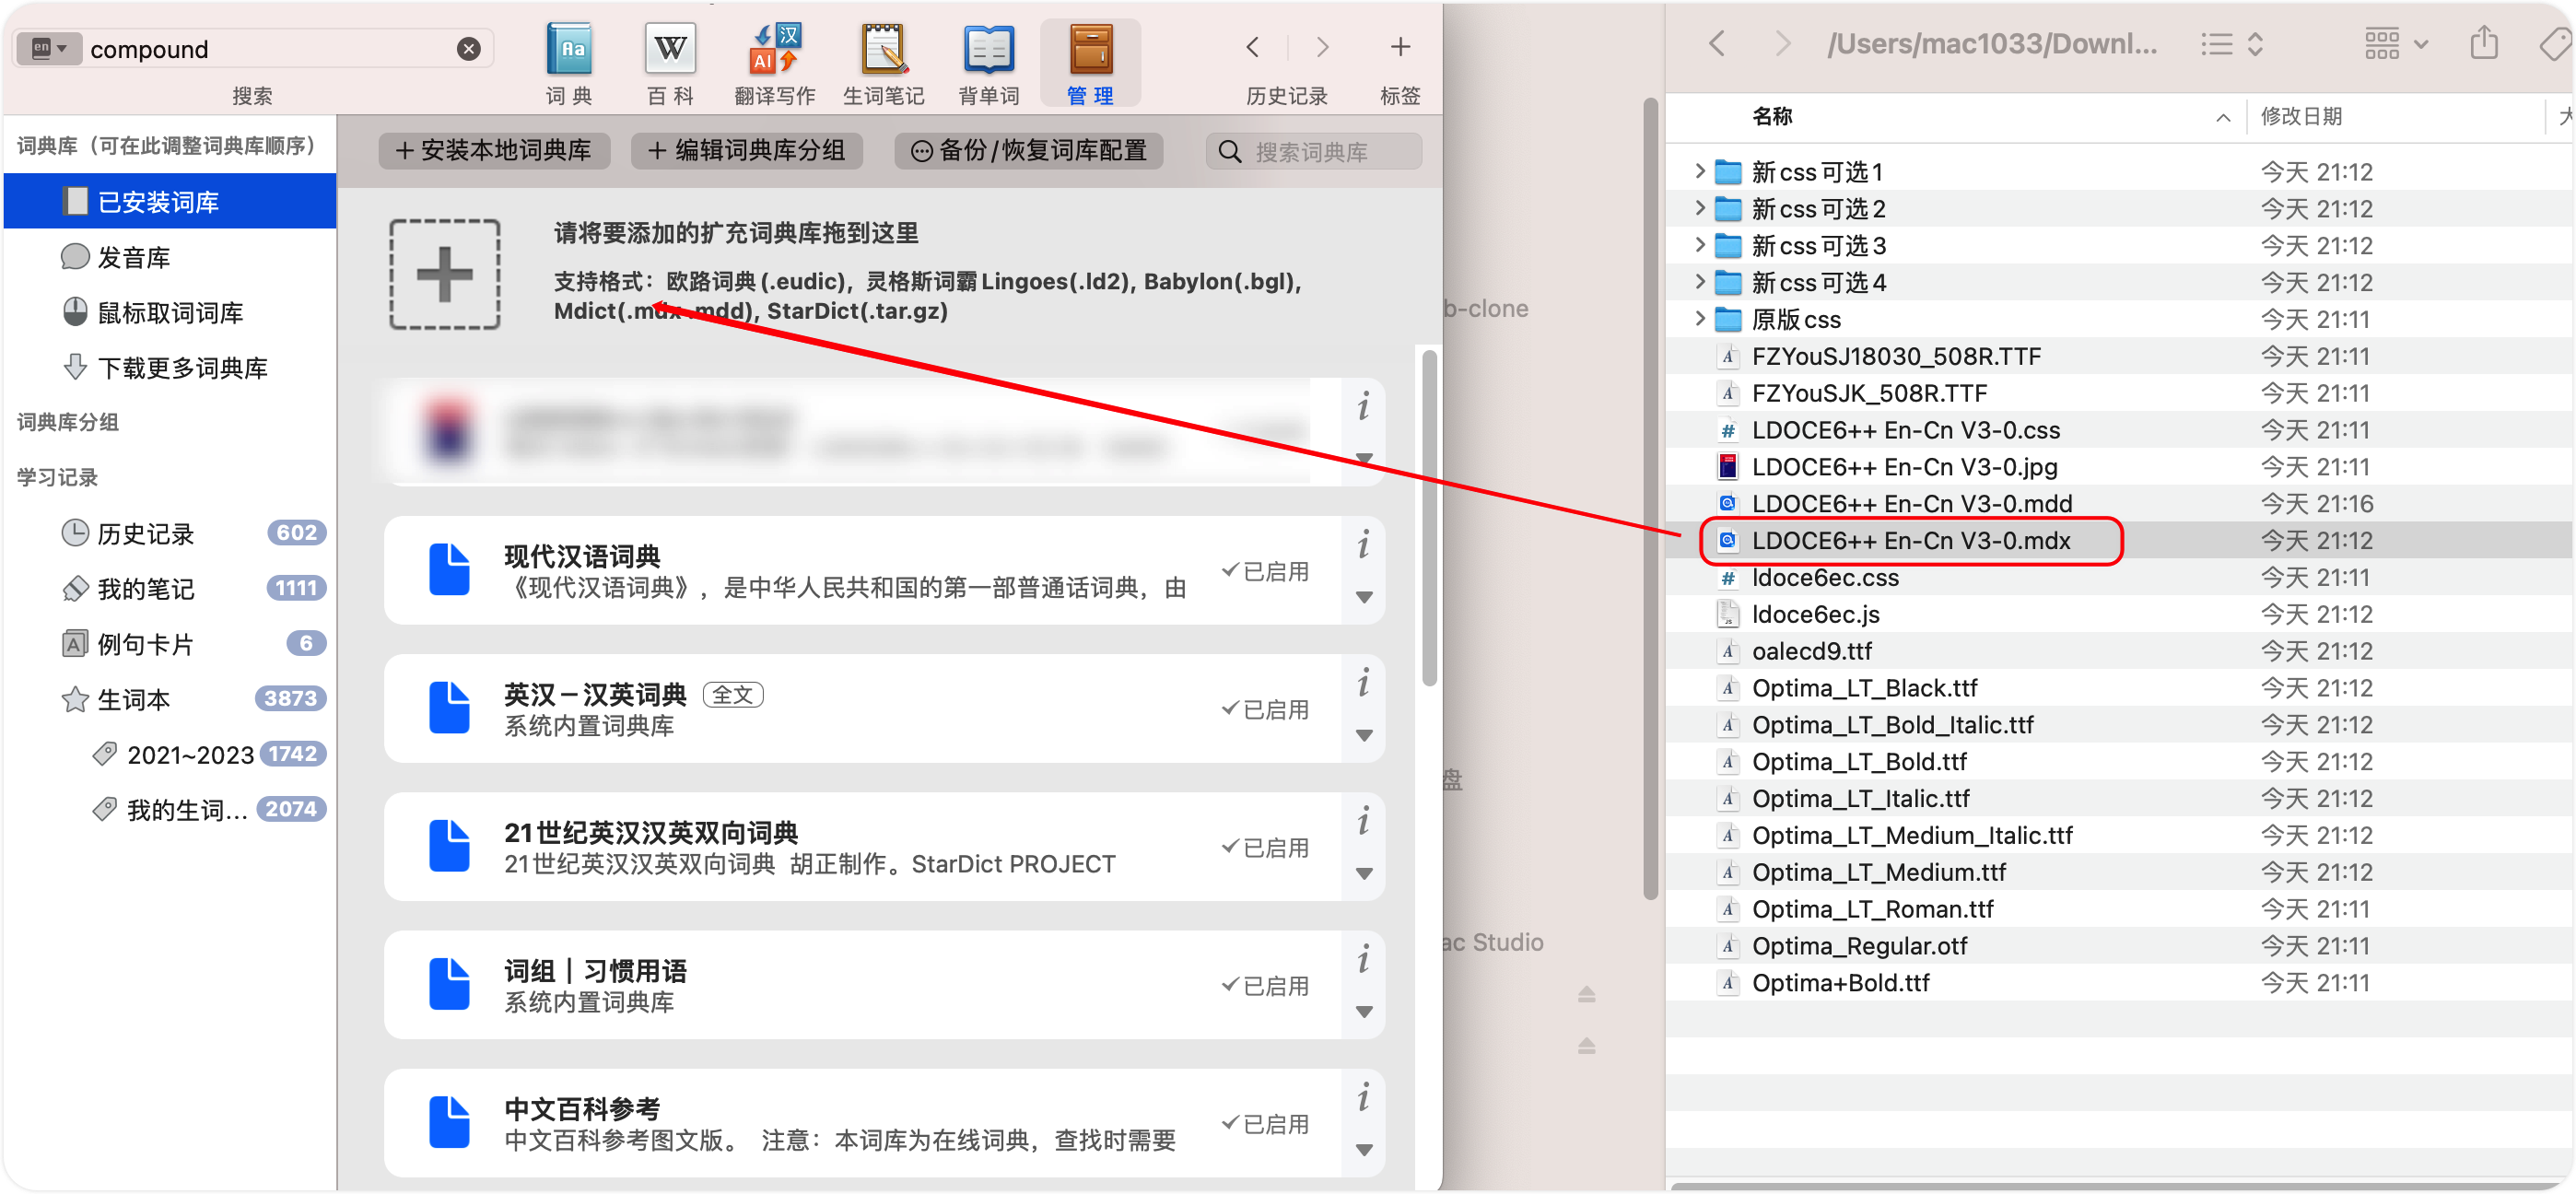 en
compound
搜索
词 典
百 科
翻译写作
生词笔记
背单词
管 理
历史记录
+
标签
词典库（可在此调整词典库顺序）
已安装词库
发音库
鼠标取词词库
下载更多词典库
词典库分组
学习记录
历史记录 602
我的笔记 1111
例句卡片 6
生词本 3873
2021~2023 1742
我的生词... 2074
+ 安装本地词典库
+ 编辑词典库分组
备份/恢复词库配置
搜索词典库
请将要添加的扩充词典库拖到这里
支持格式：欧路词典(.eudic)，灵格斯词霸Lingoes(.ld2), Babylon(.bgl),
Mdict(.mdx .mdd), StarDict(.tar.gz)
现代汉语词典
《现代汉语词典》，是中华人民共和国的第一部普通话词典，由
✓已启用
英汉－汉英词典 全文
系统内置词典库
✓已启用
21世纪英汉汉英双向词典
21世纪英汉汉英双向词典 胡正制作。StarDict PROJECT
✓已启用
词组｜习惯用语
系统内置词典库
✓已启用
中文百科参考
中文百科参考图文版。 注意：本词库为在线词典，查找时需要
✓已启用
b-clone
盘
ac Studio
/Users/mac1033/Downl...
名称 修改日期
新css可选1 今天 21:12
新css可选2 今天 21:12
新css可选3 今天 21:12
新css可选4 今天 21:12
原版css 今天 21:11
FZYouSJ18030_508R.TTF 今天 21:11
FZYouSJK_508R.TTF 今天 21:11
LDOCE6++ En-Cn V3-0.css 今天 21:11
LDOCE6++ En-Cn V3-0.jpg 今天 21:11
LDOCE6++ En-Cn V3-0.mdd 今天 21:16
LDOCE6++ En-Cn V3-0.mdx 今天 21:12
ldoce6ec.css 今天 21:11
ldoce6ec.js 今天 21:12
oalecd9.ttf 今天 21:12
Optima_LT_Black.ttf 今天 21:12
Optima_LT_Bold_Italic.ttf 今天 21:12
Optima_LT_Bold.ttf 今天 21:12
Optima_LT_Italic.ttf 今天 21:12
Optima_LT_Medium_Italic.ttf 今天 21:12
Optima_LT_Medium.ttf 今天 21:12
Optima_LT_Roman.ttf 今天 21:11
Optima_Regular.otf 今天 21:11
Optima+Bold.ttf 今天 21:11